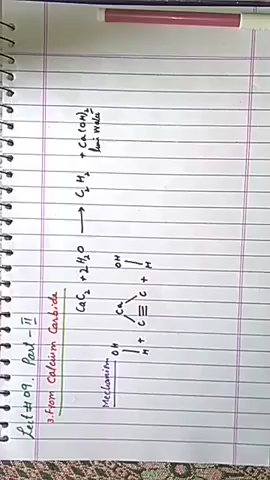 Lect # 09. Part - II
3. From Calcium Carbide
CaC2 + 2H2O ⟶ C2H2 + Ca(OH)2
lime water
Mechanism
OH Ca OH
H + C ≡ C + H